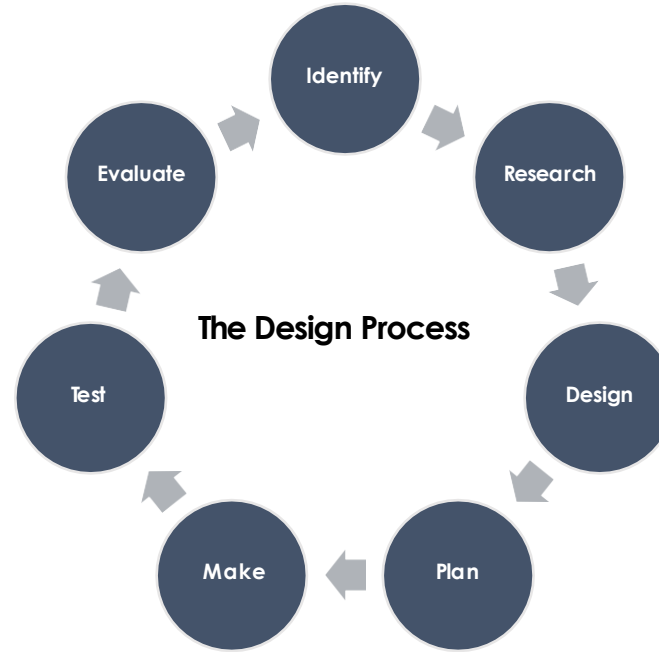 Identify
Research
Design
Plan
Make
Test
Evaluate
The Design Process